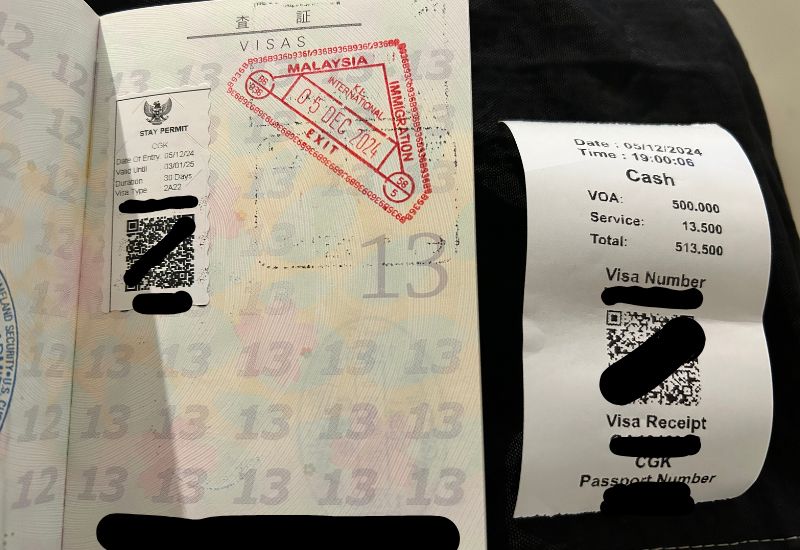 査 証
VISAS
MALAYSIA
IMMIGRATION
KL
INTERNATIONAL
05 DEC 2024
EXIT
STAY PERMIT
CGK
Date Of Entry 05/12/24
Valid Until 03/01/25
Duration 30 Days
Visa Type 2A22
13
Date : 05/12/2024
Time : 19:00:06
Cash
VOA: 500.000
Service: 13.500
Total: 513.500
Visa Number
Visa Receipt
CGK
Passport Number